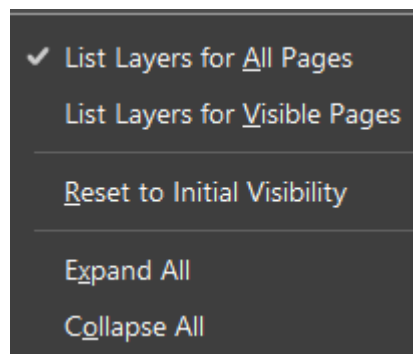 List Layers for All Pages
List Layers for Visible Pages
Reset to Initial Visibility
Expand All
Collapse All